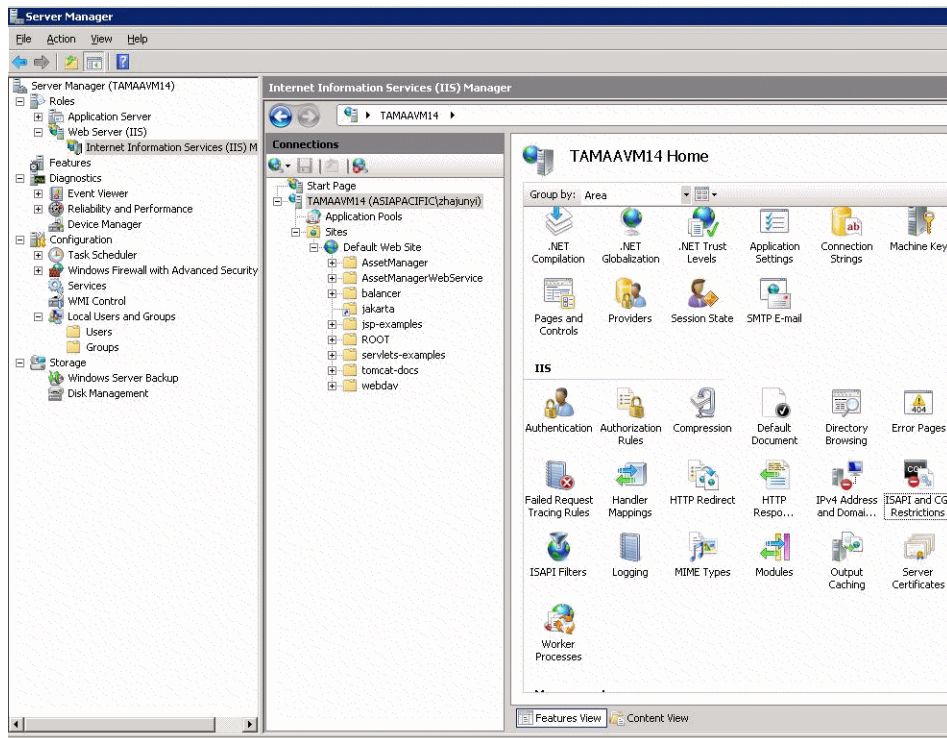 Server Manager
File Action View Help
Server Manager (TAMAAVM14)
Roles
Application Server
Web Server (IIS)
Internet Information Services (IIS) M
Features
Diagnostics
Event Viewer
Reliability and Performance
Device Manager
Configuration
Task Scheduler
Windows Firewall with Advanced Security
Services
WMI Control
Local Users and Groups
Users
Groups
Storage
Windows Server Backup
Disk Management
Internet Information Services (IIS) Manager
TAMAAVM14
Connections
Start Page
TAMAAVM14 (ASIAPACIFIC\zhajunyi)
Application Pools
Sites
Default Web Site
AssetManager
AssetManagerWebService
balancer
jakarta
jsp-examples
ROOT
servlets-examples
tomcat-docs
webdav
TAMAAVM14 Home
Group by: Area
.NET Compilation
.NET Globalization
.NET Trust Levels
Application Settings
ab
Connection Strings
Machine Key
Pages and Controls
Providers
Session State
SMTP E-mail
IIS
Authentication
Authorization Rules
Compression
Default Document
Directory Browsing
404
Error Pages
Failed Request Tracing Rules
Handler Mappings
HTTP Redirect
HTTP Respo...
IPv4 Address and Domai...
ISAPI and CG
Restrictions
ISAPI Filters
Logging
MIME Types
Modules
Output Caching
Server Certificates
Worker Processes
Features View
Content View